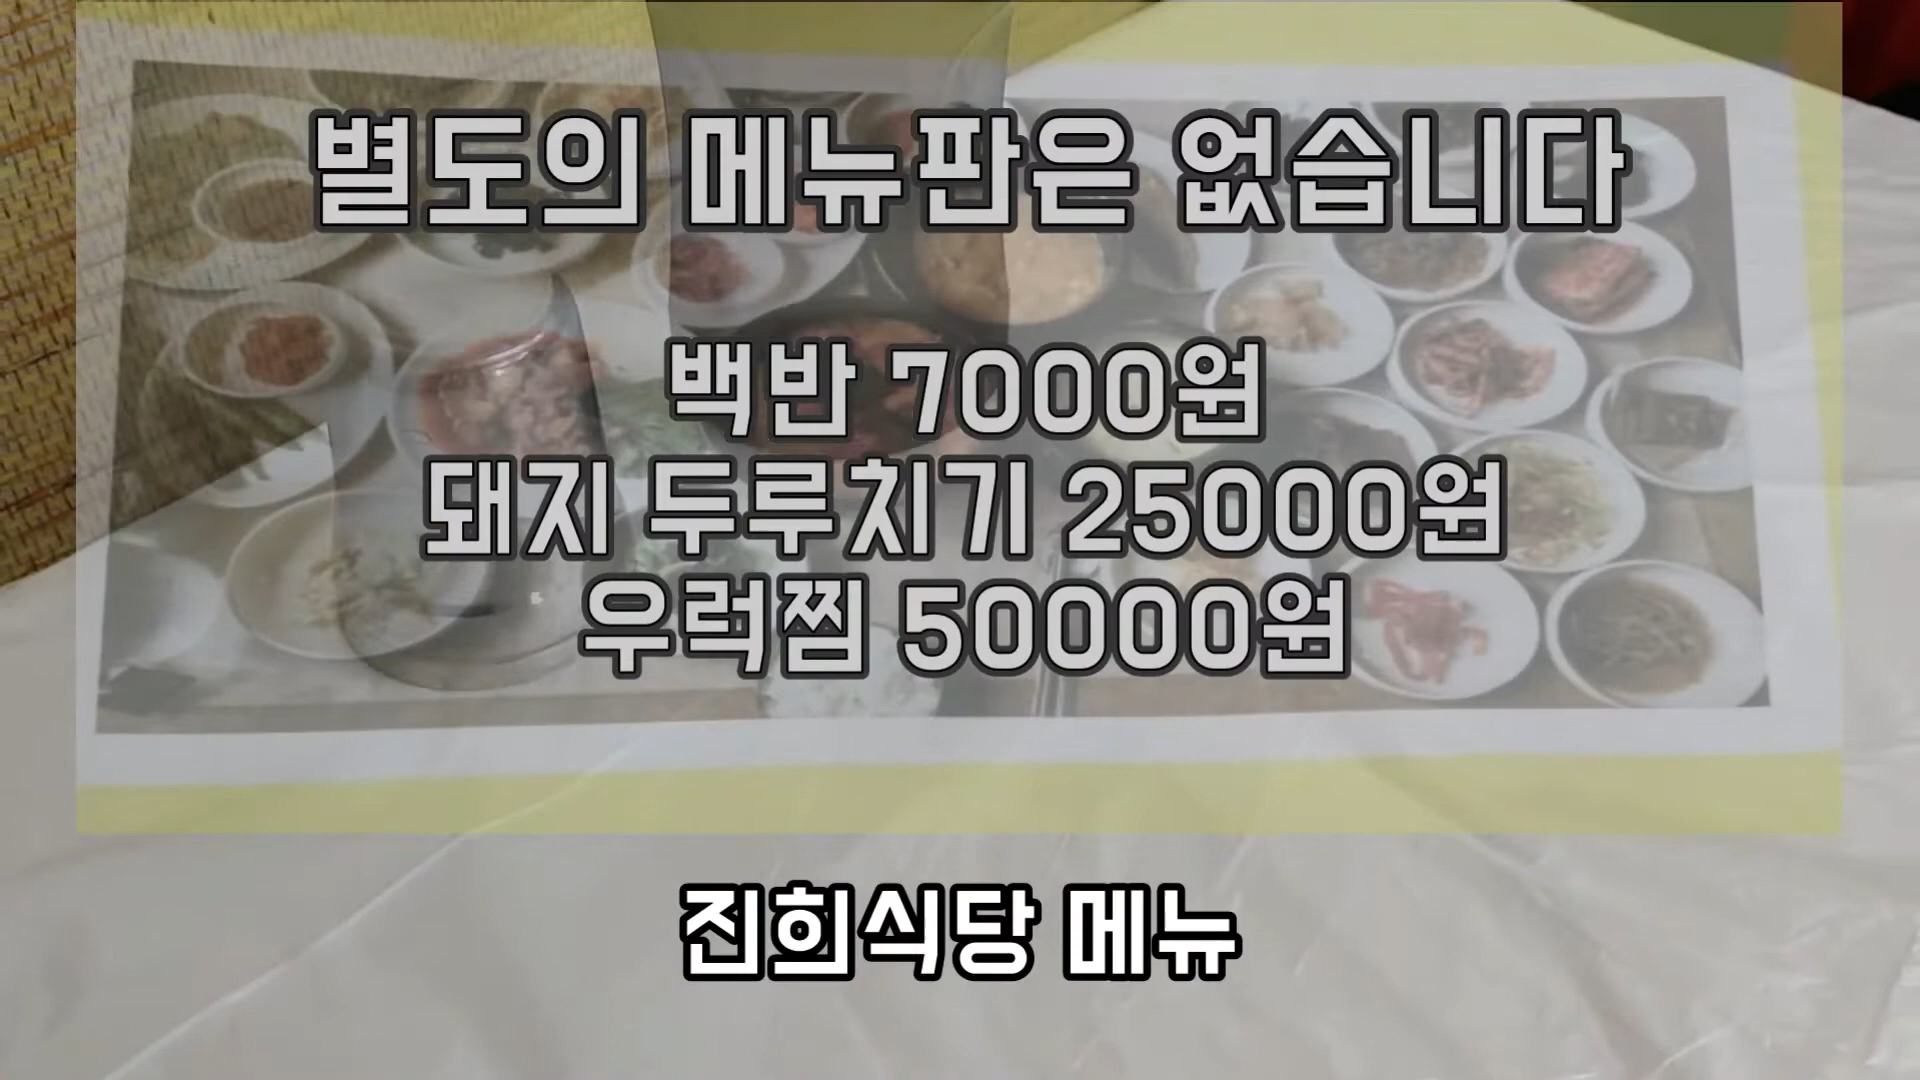 별도의 메뉴판은 없습니다
백반 7000원
돼지 두루치기 25000원
우럭찜 50000원
진희식당 메뉴